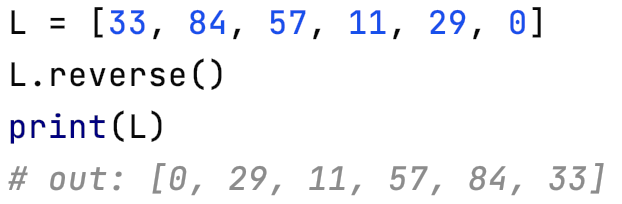 L = [33, 84, 57, 11, 29, 0]
L.reverse()
print(L)
# out: [0, 29, 11, 57, 84, 33]